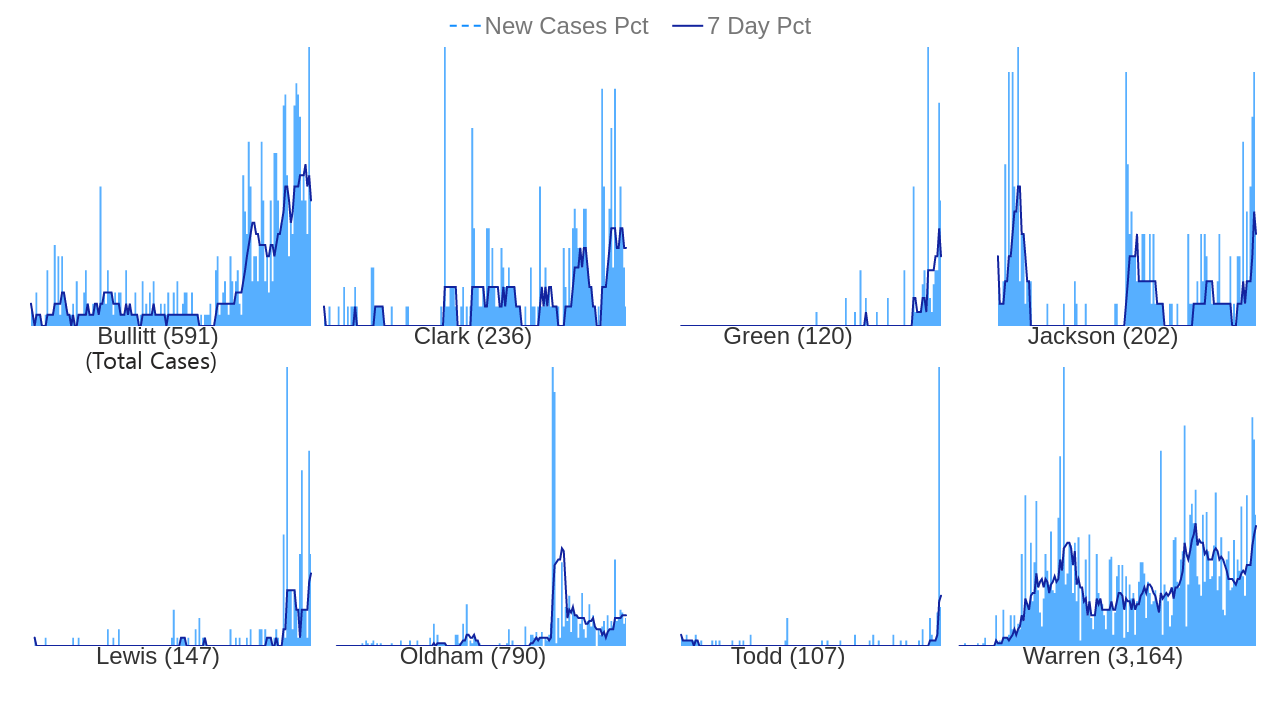 New Cases Pct 7 Day Pct
Bullitt (591) Clark (236) Green (120) Jackson (202)
(Total Cases)
Lewis (147) Oldham (790) Todd (107) Warren (3,164)